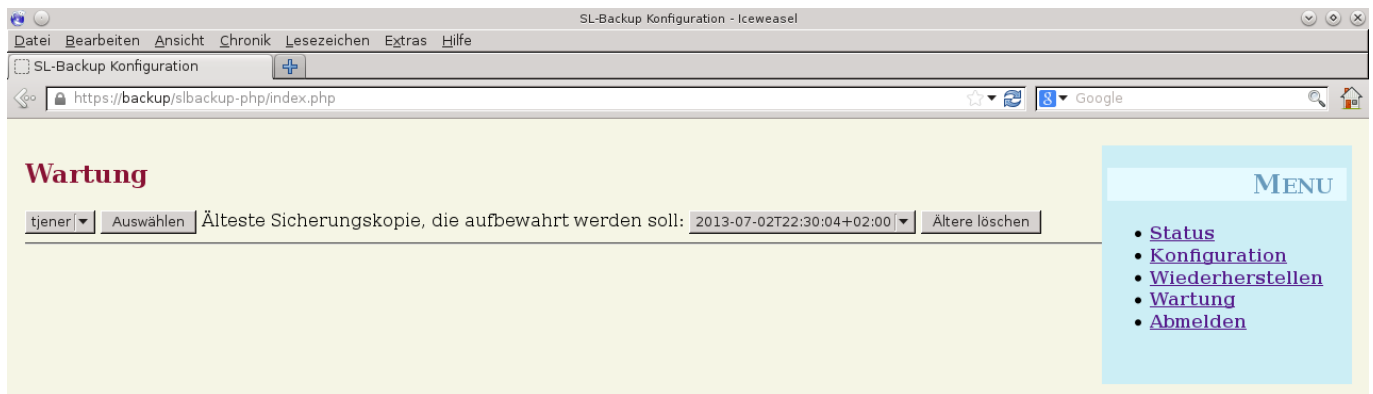 SL-Backup Konfiguration - Iceweasel
Datei Bearbeiten Ansicht Chronik Lesezeichen Extras Hilfe
SL-Backup Konfiguration
https://backup/slbackup-php/index.php
8 Google
Wartung
tjener Auswählen Älteste Sicherungskopie, die aufbewahrt werden soll: 2013-07-02T22:30:04+02:00 Ältere löschen
MENU
• Status
• Konfiguration
• Wiederherstellen
• Wartung
• Abmelden